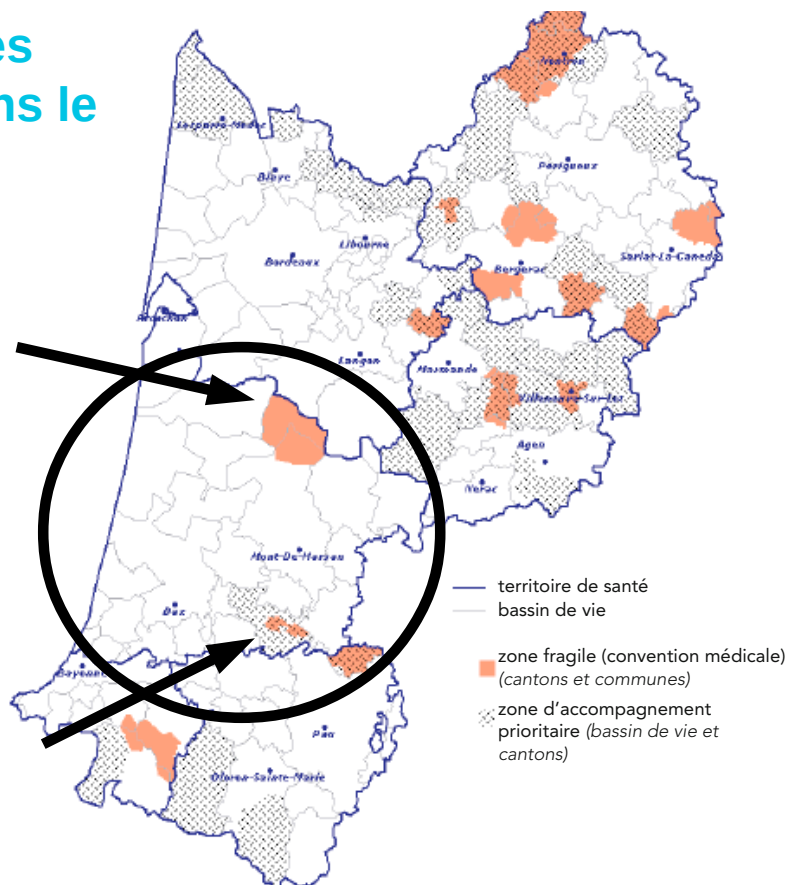 es
ns le
Nontron
Lesparre-Médoc
Blaye
Périgueux
Libourne
Bordeaux
Bergerac
Sarlat-La-Canéda
Arcachon
Langon
Marmande
Villeneuve-Sur-Lot
Agen
Nérac
Mont-De-Marsan
Dax
Bayonne
Pau
Oloron-Sainte-Marie
territoire de santé
bassin de vie
zone fragile (convention médicale)
(cantons et communes)
zone d'accompagnement
prioritaire (bassin de vie et
cantons)